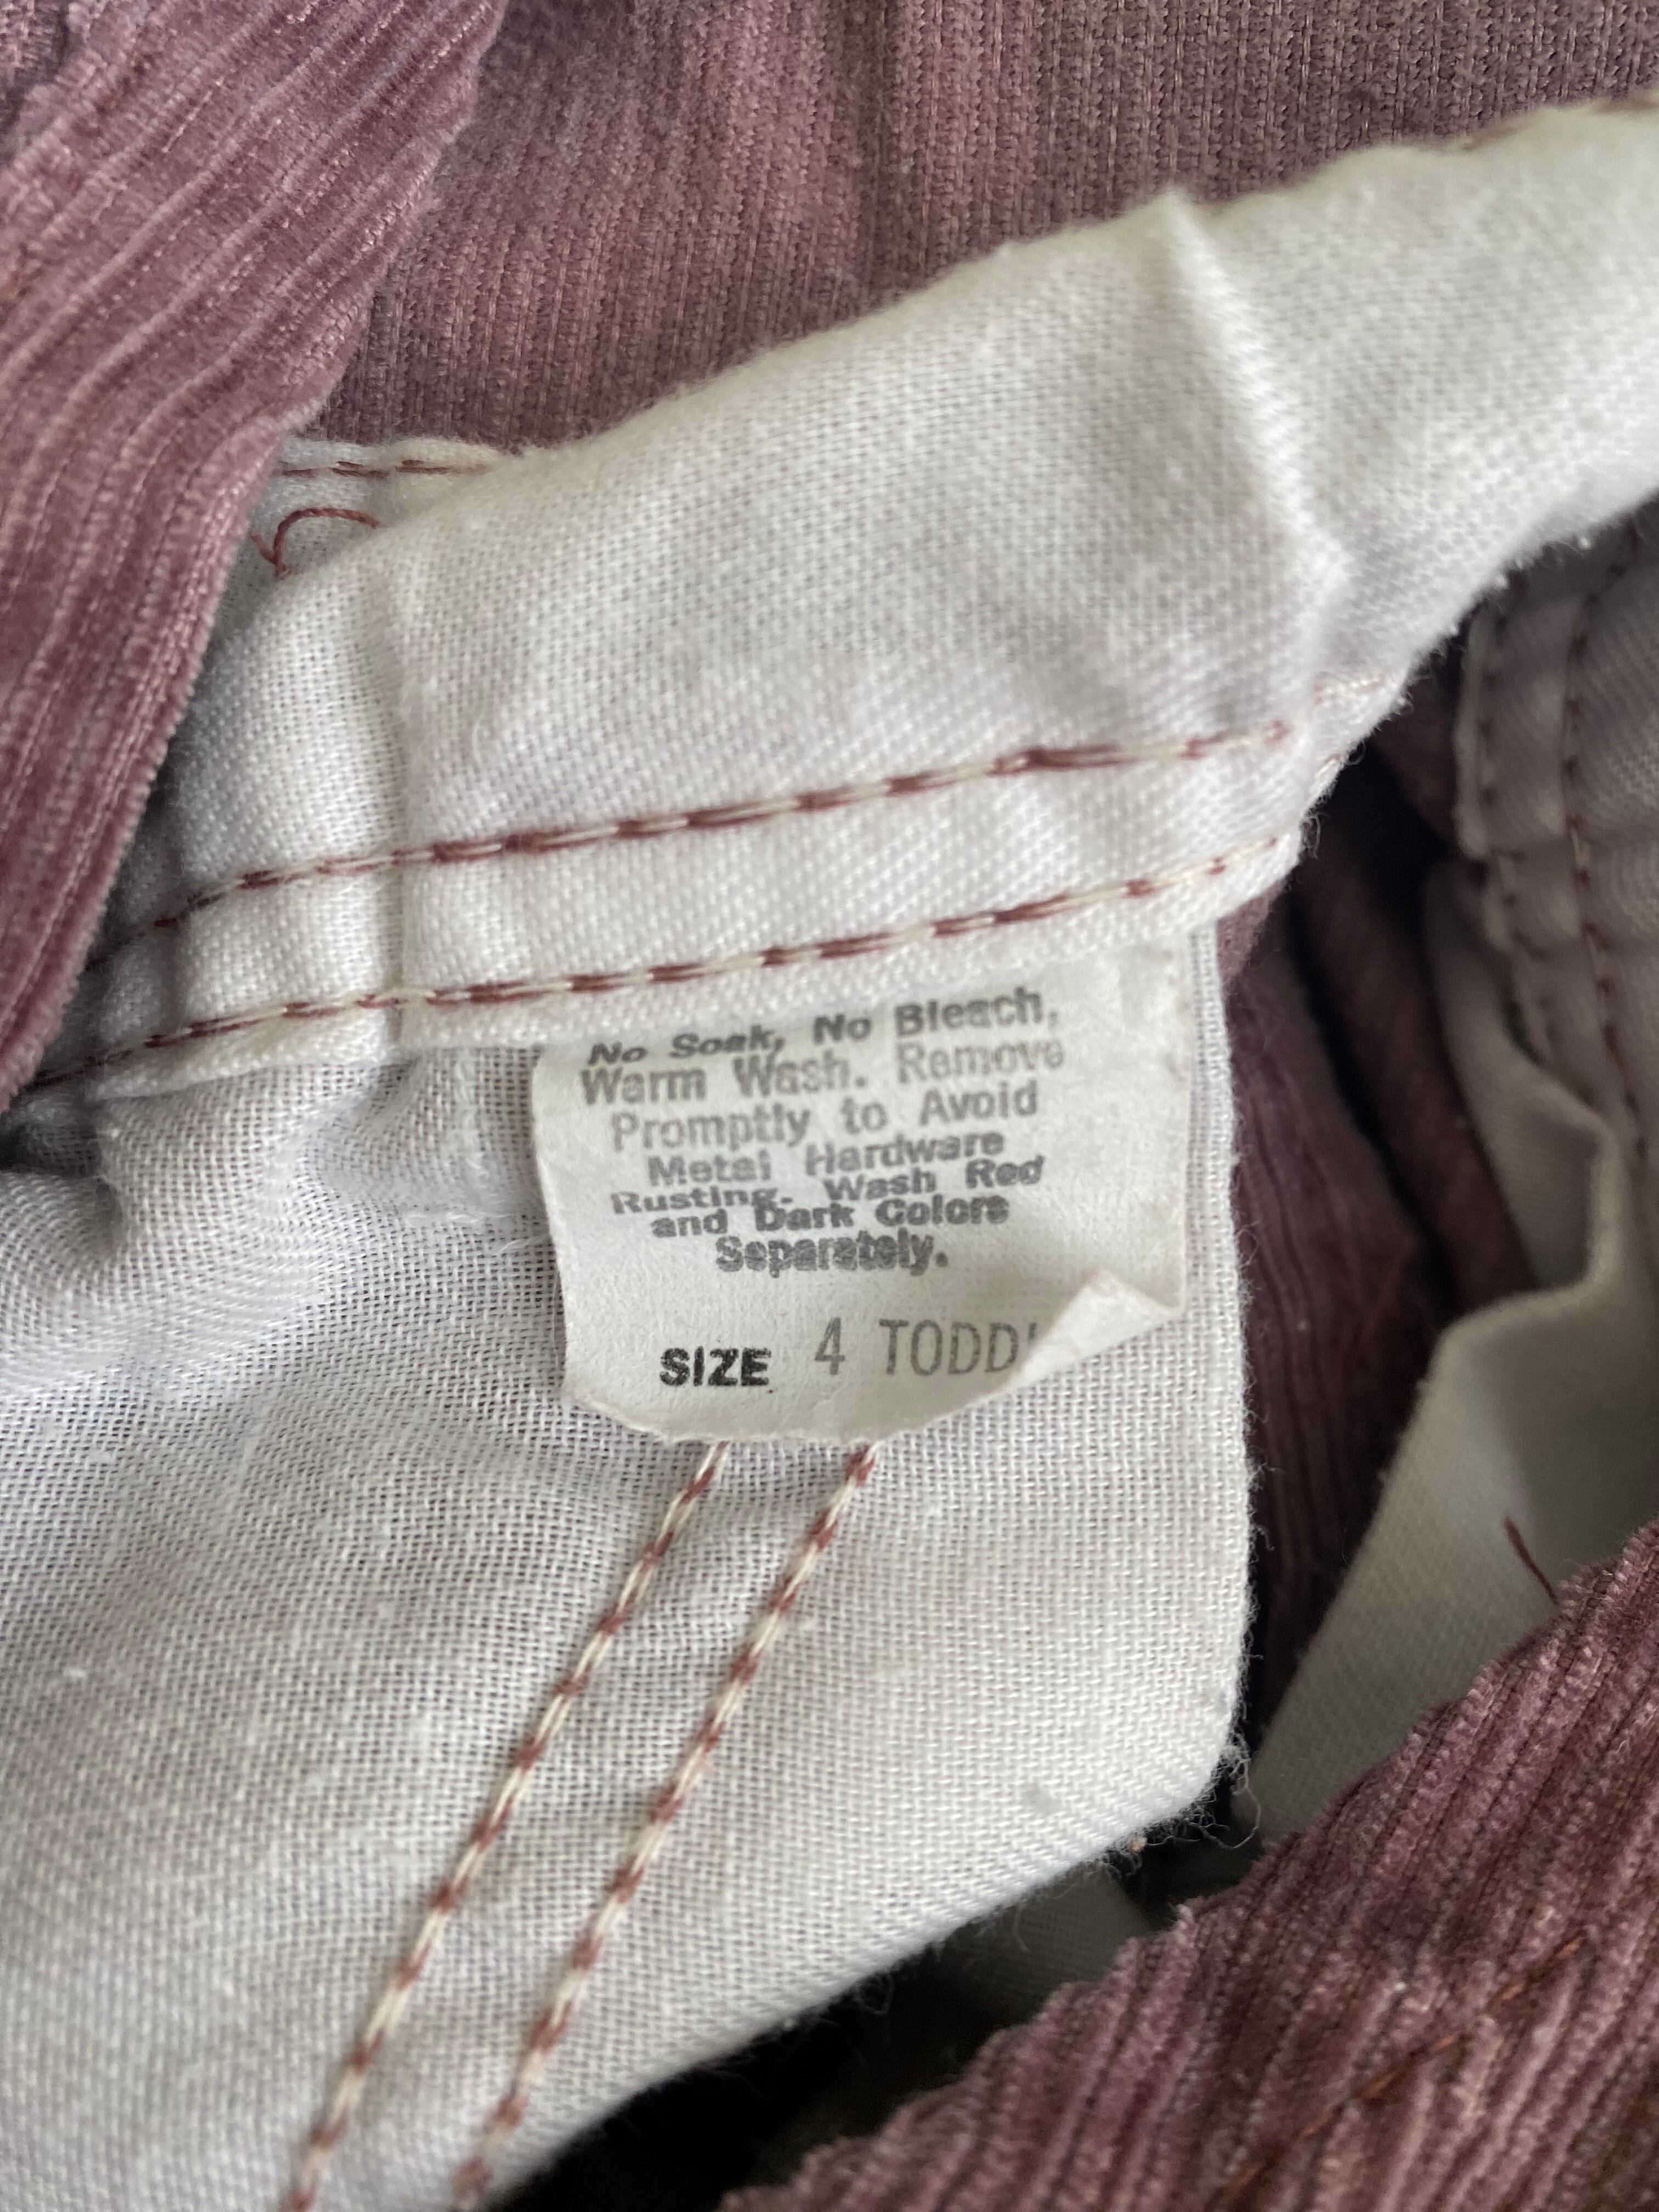 No Soak, No Bleach,
Warm Wash. Remove
Promptly to Avoid
Metal Hardware
Rusting. Wash Red
and Dark Colors
Separately.
SIZE 4 TODD